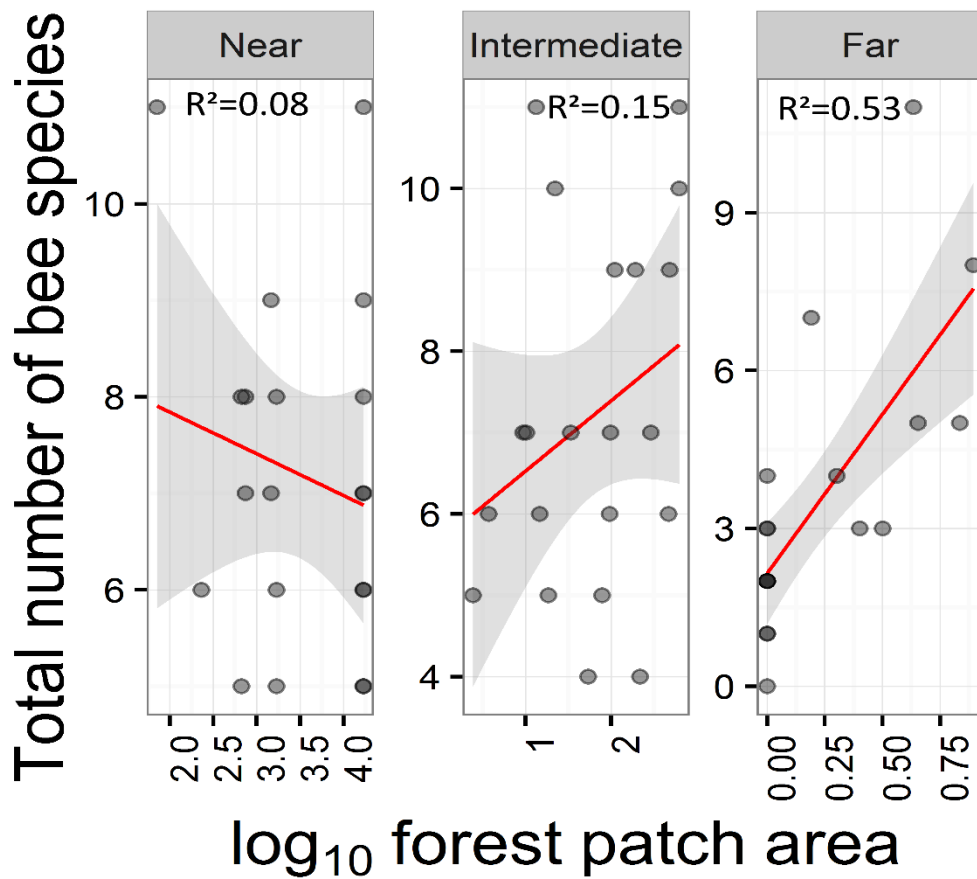 Total number of bee species
Near
R²=0.08
10
8
6
2.0
2.5
3.0
3.5
4.0
Intermediate
R²=0.15
10
8
6
4
1
2
Far
R²=0.53
9
6
3
0
0.00
0.25
0.50
0.75
log₁₀ forest patch area